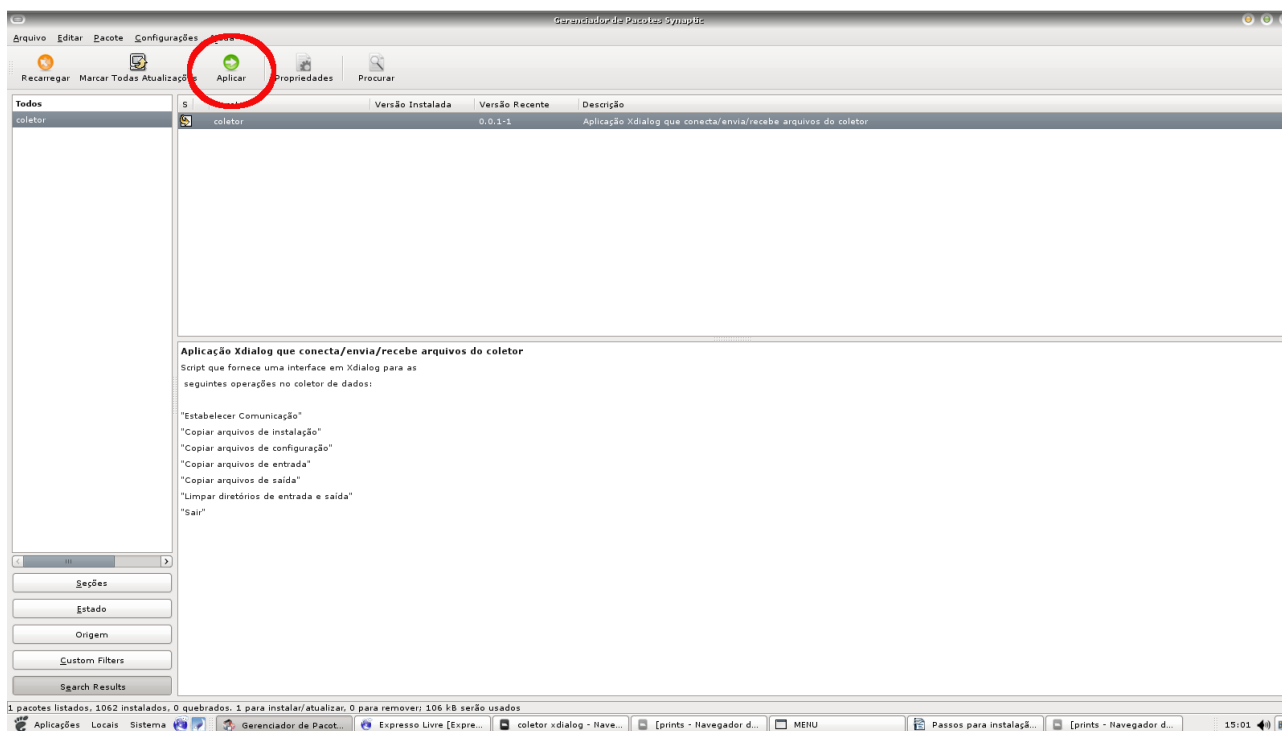 Gerenciador de Pacotes Synaptic
Arquivo Editar Pacote Configurações Ajuda
Recarregar Marcar Todas Atualizações Aplicar Propriedades Procurar
Todos
coletor
S Versão Instalada Versão Recente Descrição
coletor 0.0.1-1 Aplicação Xdialog que conecta/envia/recebe arquivos do coletor
Aplicação Xdialog que conecta/envia/recebe arquivos do coletor
Script que fornece uma interface em Xdialog para as
seguintes operações no coletor de dados:
"Estabelecer Comunicação"
"Copiar arquivos de instalação"
"Copiar arquivos de configuração"
"Copiar arquivos de entrada"
"Copiar arquivos de saída"
"Limpar diretórios de entrada e saída"
"Sair"
Seções
Estado
Origem
Custom Filters
Search Results
1 pacotes listados, 1062 instalados, 0 quebrados. 1 para instalar/atualizar, 0 para remover; 106 kB serão usados
Aplicações Locais Sistema Gerenciador de Pacot... Expresso Livre [Expre... coletor xdialog - Nave... [prints - Navegador d... MENU Passos para instalaçã... [prints - Navegador d... 15:01